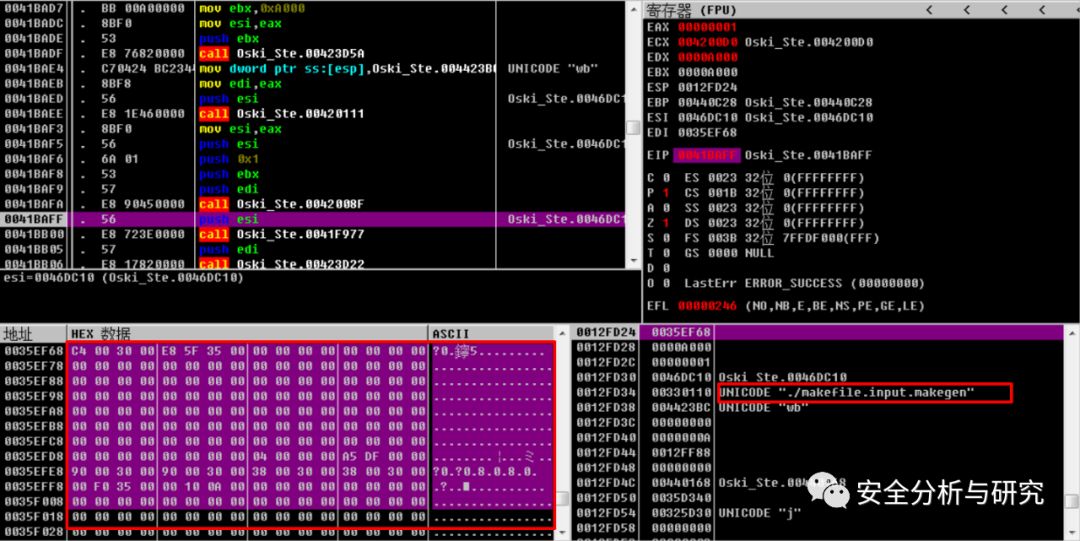 0041BAD7 . BB 00A00000 mov ebx,0xA000
0041BADC . 8BF0 mov esi,eax
0041BADE . 53 push ebx
0041BADF . E8 76820000 call Oski_Ste.00423D5A
0041BAE4 . C70424 BC234 mov dword ptr ss:[esp],Oski_Ste.004423BC UNICODE "wb"
0041BAEB . 8BF8 mov edi,eax
0041BAED . 56 push esi Oski_Ste.0046DC1
0041BAEE . E8 1E460000 call Oski_Ste.00420111
0041BAF3 . 8BF0 mov esi,eax
0041BAF5 . 56 push esi Oski_Ste.0046DC1
0041BAF6 . 6A 01 push 0x1
0041BAF8 . 53 push ebx
0041BAF9 . 57 push edi
0041BAFA . E8 90450000 call Oski_Ste.0042008F
0041BAFF . 56 push esi Oski_Ste.0046DC1
0041BB00 . E8 723E0000 call Oski_Ste.0041F977
0041BB05 . 57 push edi
0041BB06 . E8 17820000 call Oski_Ste.00423D22
esi=0046DC10 (Oski_Ste.0046DC10)
寄存器 (FPU) < < < <
EAX 00000001
ECX 004200D0 Oski_Ste.004200D0
EDX 0000A000
EBX 0000A000
ESP 0012FD24
EBP 00440C28 Oski_Ste.00440C28
ESI 0046DC10 Oski_Ste.0046DC10
EDI 0035EF68
EIP 0041BAFF Oski_Ste.0041BAFF
C 0 ES 0023 32位 0(FFFFFFFF)
P 1 CS 001B 32位 0(FFFFFFFF)
A 0 SS 0023 32位 0(FFFFFFFF)
Z 1 DS 0023 32位 0(FFFFFFFF)
S 0 FS 003B 32位 7FFDF000(FFF)
T 0 GS 0000 NULL
D 0
O 0 LastErr ERROR_SUCCESS (00000000)
EFL 00000246 (NO,NB,E,BE,NS,PE,GE,LE)
地址 HEX 数据 ASCII
0035EF68 C4 00 30 00 E8 5F 35 00 00 00 00 00 00 00 00 00
0035EF78 00 00 00 00 00 00 00 00 00 00 00 00 00 00 00 00 ................
0035EF88 00 00 00 00 00 00 00 00 00 00 00 00 00 00 00 00 ................
0035EF98 00 00 00 00 00 00 00 00 00 00 00 00 00 00 00 00 ................
0035EFA8 00 00 00 00 00 00 00 00 00 00 00 00 00 00 00 00 ................
0035EFB8 00 00 00 00 00 00 00 00 00 00 00 00 00 00 00 00 ................
0035EFC8 00 00 00 00 00 00 00 00 00 00 00 00 00 00 00 00 ................
0035EFD8 00 00 00 00 00 00 00 00 04 00 00 00 A5 DF 00 00
0035EFE8 90 00 30 00 90 00 30 00 38 00 30 00 38 00 30 00 ?0.?0.8.0.8.0.
0035EFF8 00 F0 35 00 00 10 0A 00 00 00 00 00 00 00 00 00
0035F008 00 00 00 00 00 00 00 00 00 00 00 00 00 00 00 00 ................
0035F018 00 00 00 00 00 00 00 00 00 00 00 00 00 00 00 00 ................
0035F028 00 00 00 00 00 00 00 00 00 00 00 00 00 00 00 00 ................
0012FD24 0035EF68
0012FD28 0000A000
0012FD2C 00000001
0012FD30 0046DC10 Oski_Ste.0046DC10
0012FD34 00330110 UNICODE "./makefile.input.makegen"
0012FD38 004423BC UNICODE "wb"
0012FD3C 00000000
0012FD40 0000000A
0012FD44 0012FF88
0012FD48 00000000
0012FD4C 00440168
0012FD50 0035D340
0012FD54 00325D30 UNICODE "j"
0012FD58 00000000
安全分析与研究